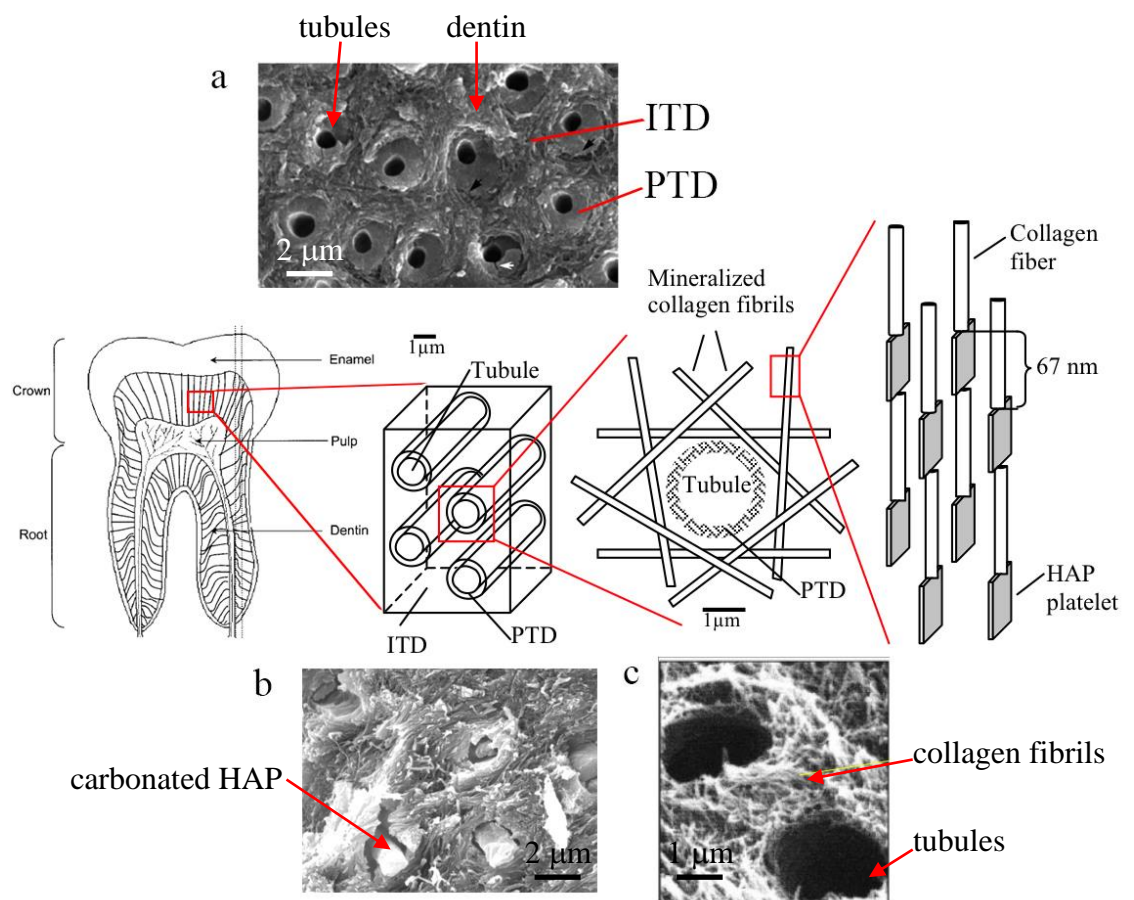 tubules
dentin
a
ITD
PTD
2 μm
Collagen
fiber
Mineralized
collagen fibrils
67 nm
1μm
Tubule
Enamel
Crown
Pulp
Root
Dentin
Tubule
PTD
1μm
HAP
platelet
ITD
PTD
b
c
carbonated HAP
2 μm
collagen fibrils
1 μm
tubules